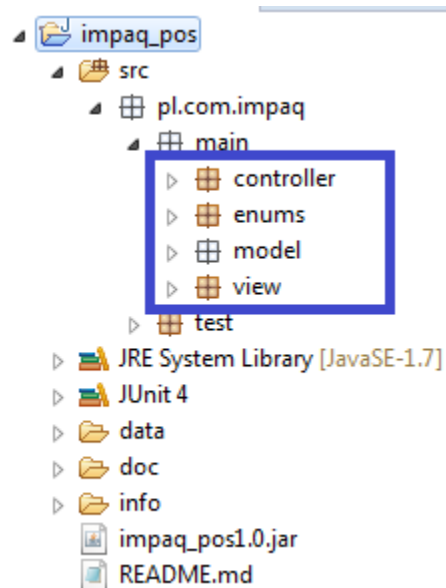 impaq_pos
src
pl.com.impaq
main
controller
enums
model
view
test
JRE System Library [JavaSE-1.7]
JUnit 4
data
doc
info
impaq_pos1.0.jar
README.md